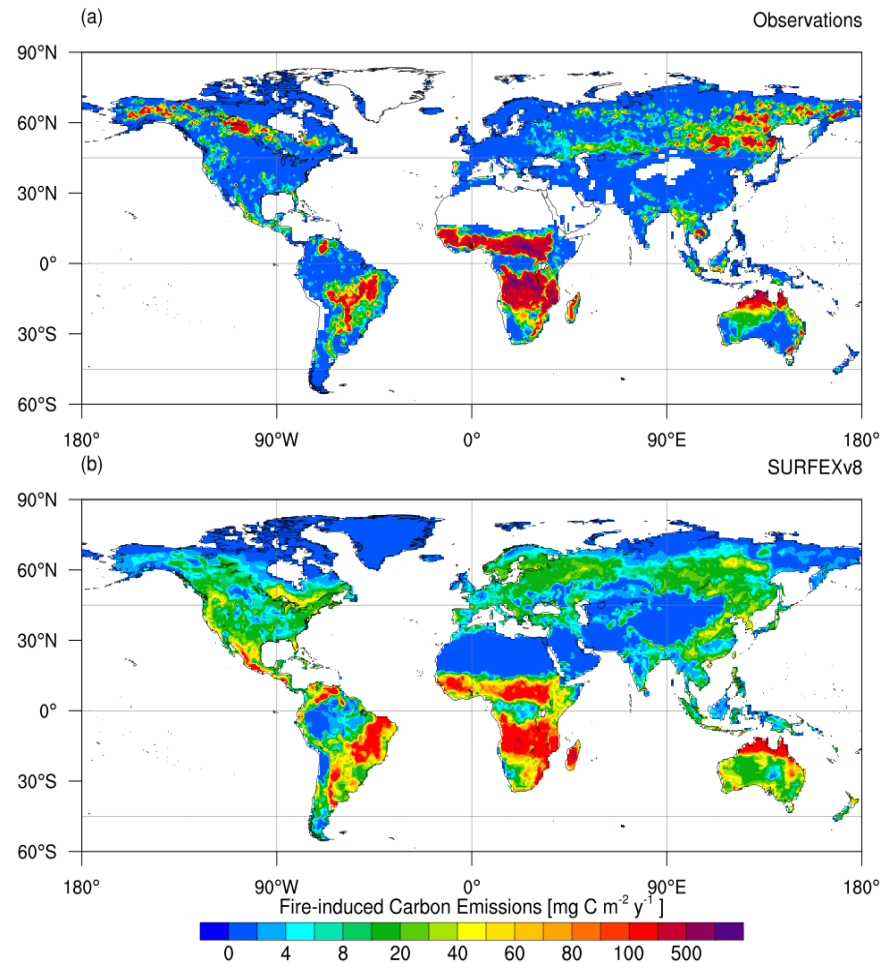 (a)
Observations
90°N
60°N
30°N
0°
30°S
60°S
180° 90°W 0° 90°E 180°
(b)
SURFEXv8
90°N
60°N
30°N
0°
30°S
60°S
180° 90°W 0° 90°E 180°
Fire-induced Carbon Emissions [mg C m⁻² y⁻¹ ]
0 4 8 20 40 60 80 100 500